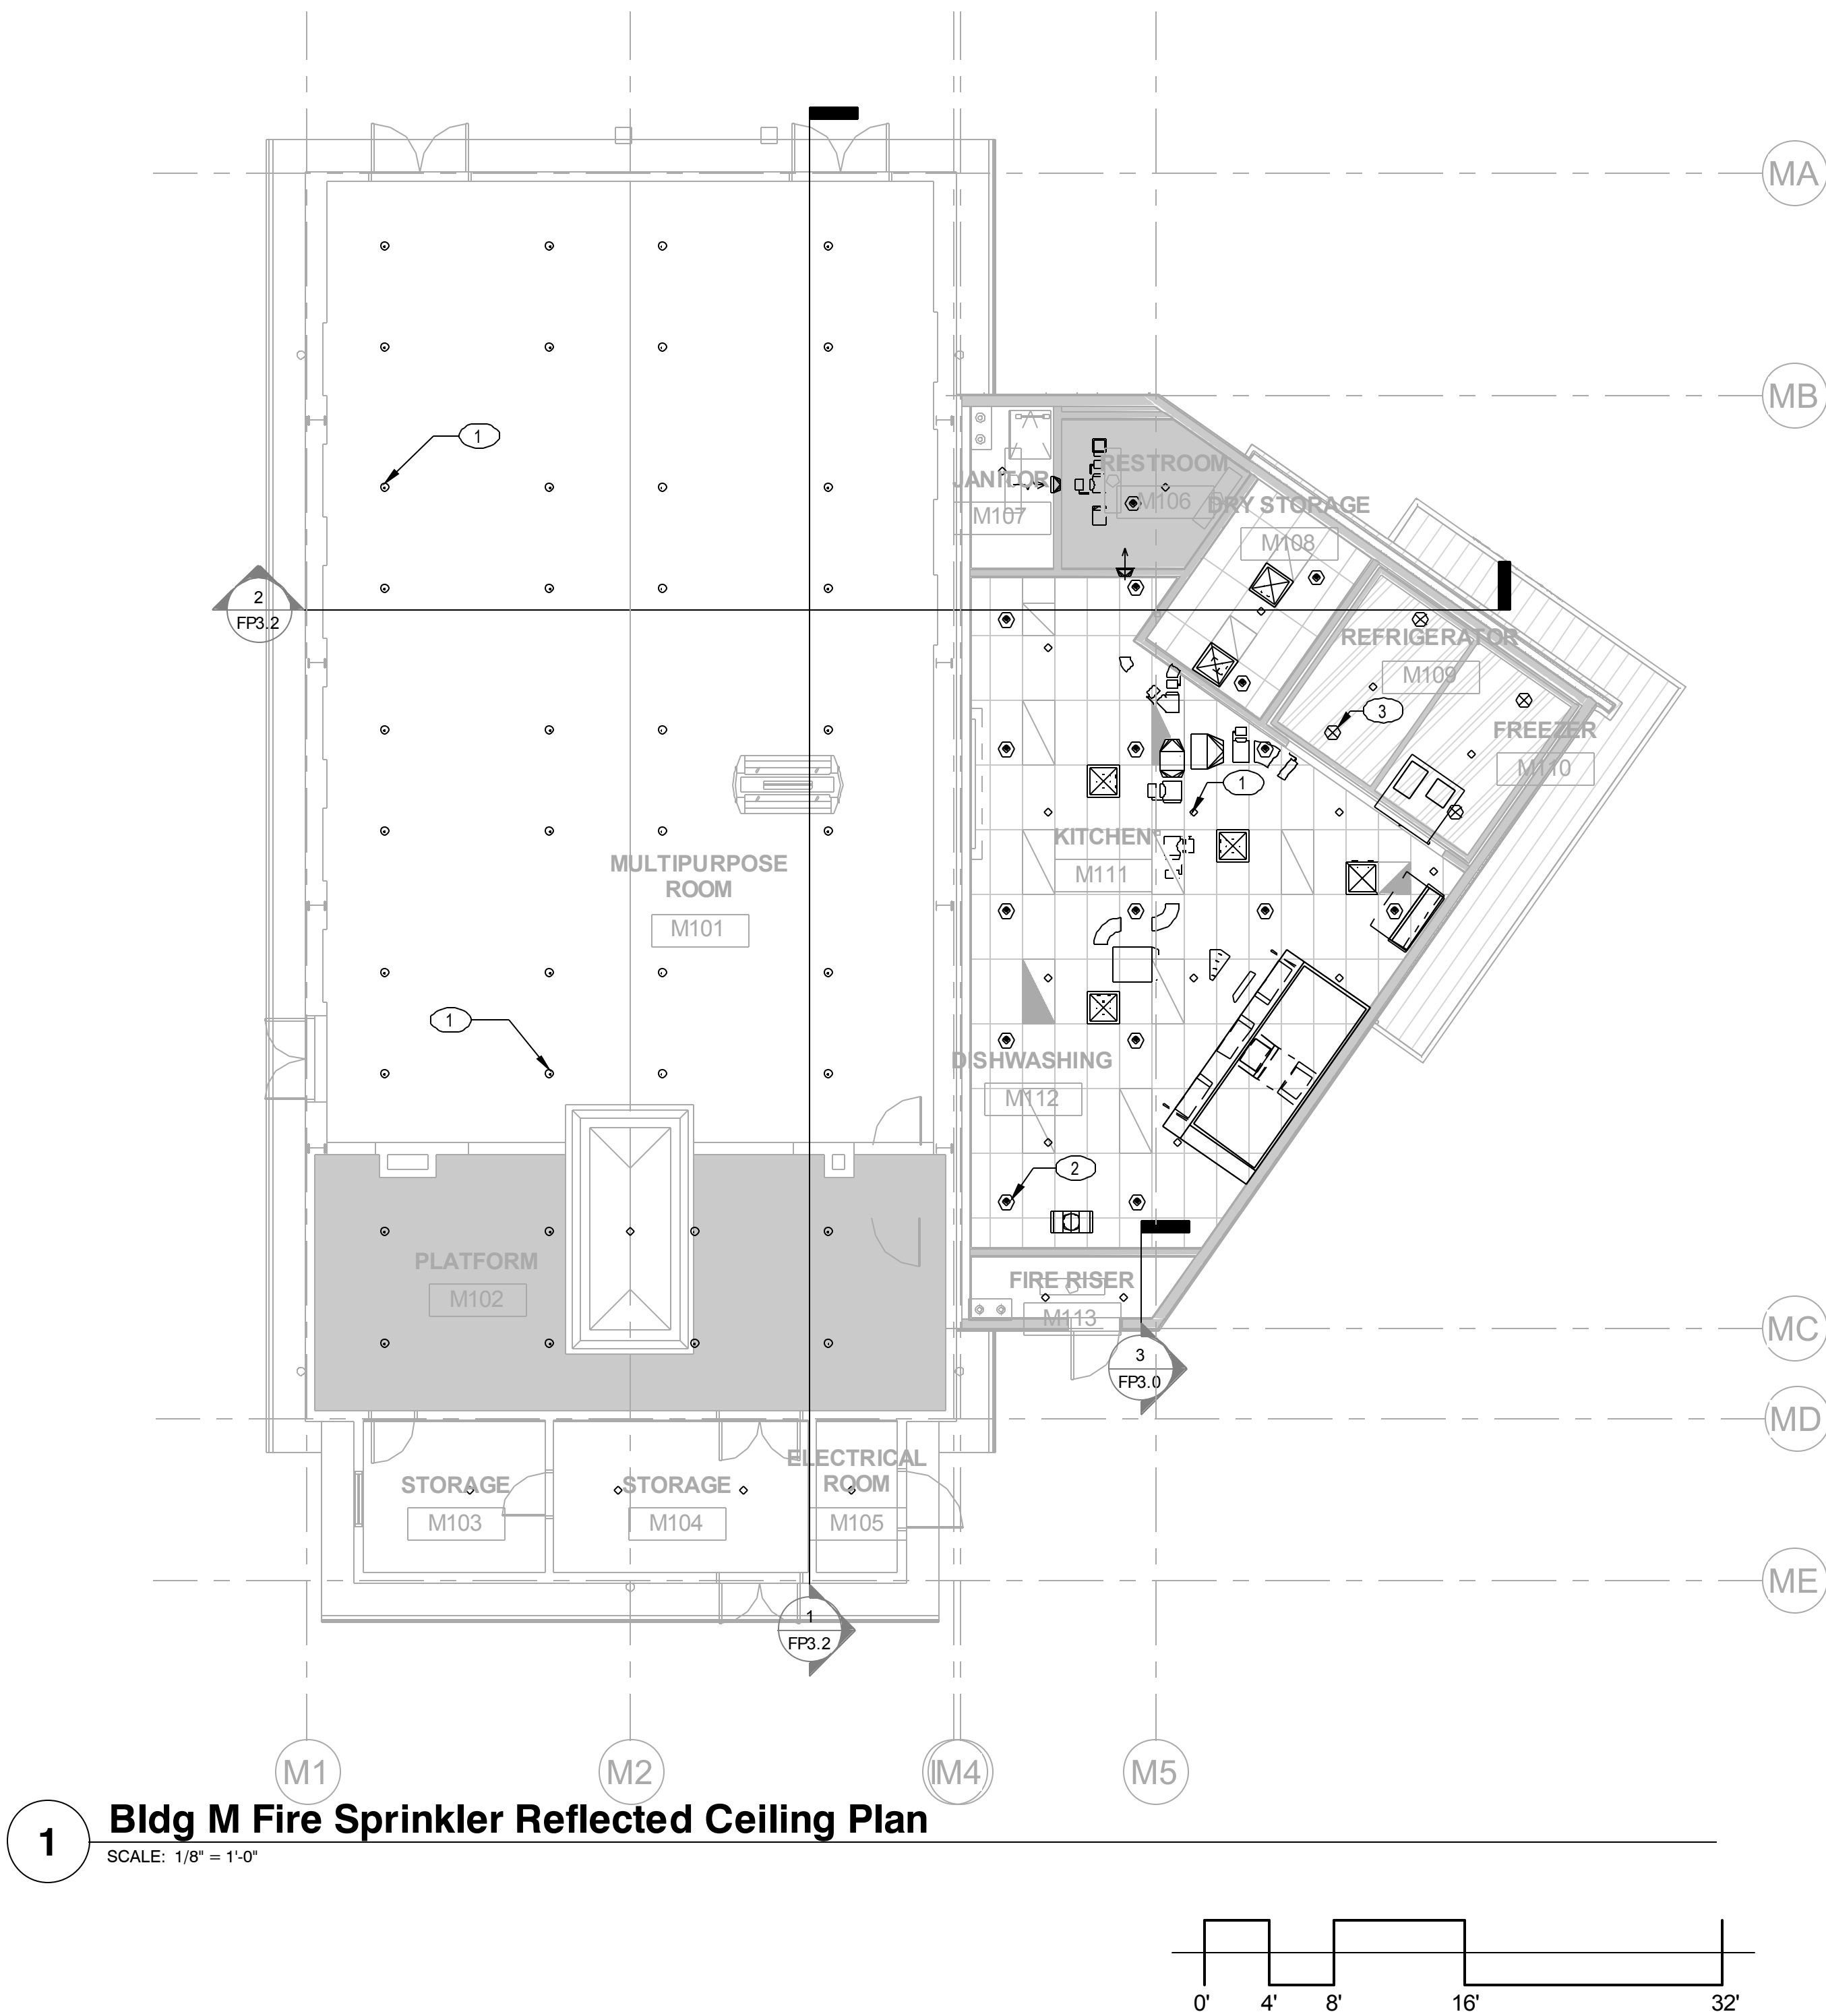 MA
MB
1
JANITOR
M107
RESTROOM
M106
DRY STORAGE
M108
2
FP3.2
REFRIGERATOR
M109
3
FREEZER
M110
1
KITCHEN
M111
MULTIPURPOSE
ROOM
M101
1
DISHWASHING
M112
2
PLATFORM
M102
FIRE RISER
M113
MC
3
FP3.0
MD
STORAGE
M103
STORAGE
M104
ELECTRICAL
ROOM
M105
ME
1
FP3.2
M1
M2
M4
M5
1
Bldg M Fire Sprinkler Reflected Ceiling Plan
SCALE: 1/8" = 1'-0"
0' 4' 8' 16' 32'